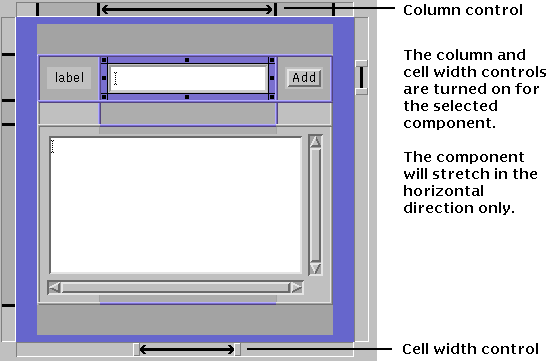 Column control
label
Add
The column and
cell width controls
are turned on for
the selected
component.
The component
will stretch in the
horizontal
direction only.
Cell width control